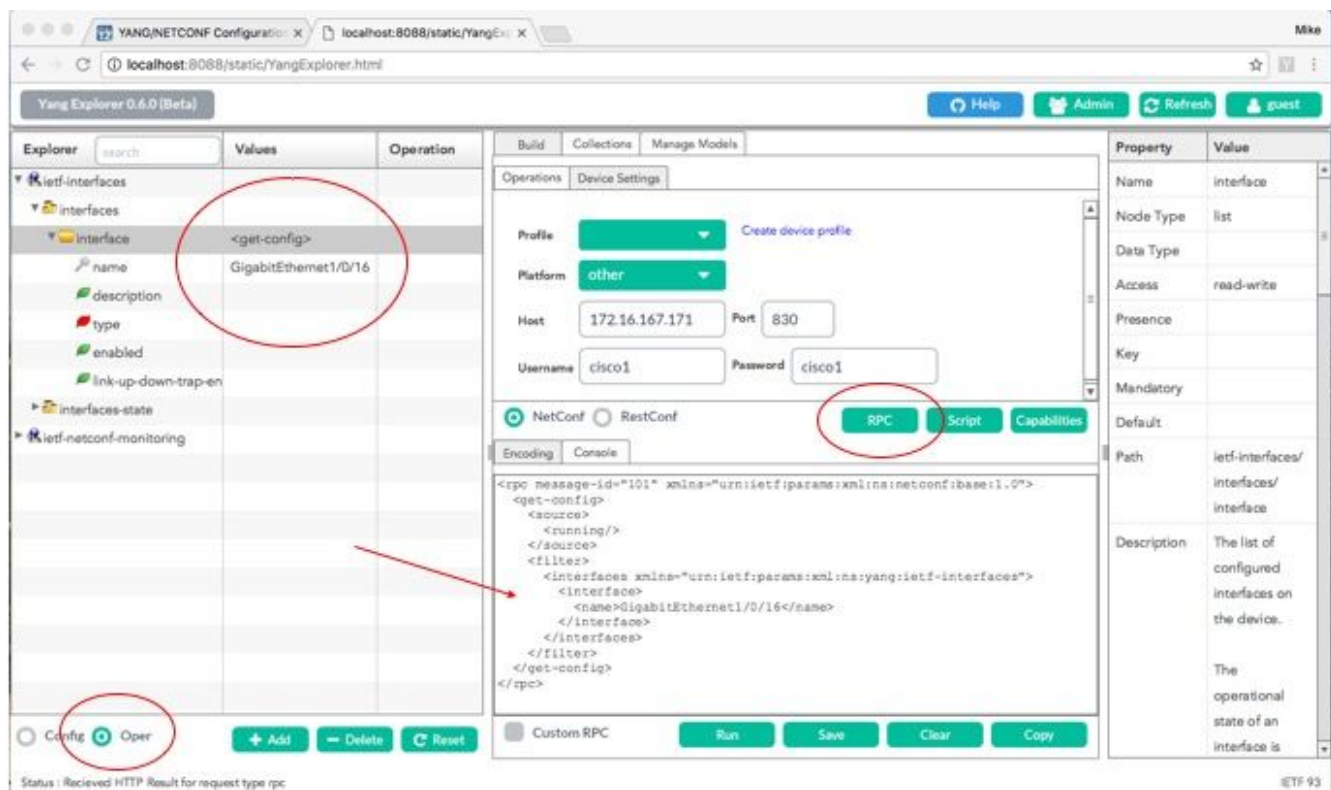 YANG/NETCONF Configuratio
localhost:8088/static/YangEx
Mike
localhost:8088/static/YangExplorer.html
Yang Explorer 0.6.0 (Beta)
Help
Admin
Refresh
guest
Explorer
search
Values
Operation
ietf-interfaces
interfaces
interface
<get-config>
name
GigabitEthernet1/0/16
description
type
enabled
link-up-down-trap-en
interfaces-state
ietf-netconf-monitoring
Config
Oper
+ Add
— Delete
Reset
Build
Collections
Manage Models
Operations
Device Settings
Profile
Create device profile
Platform
other
Host
172.16.167.171
Port
830
Username
cisco1
Password
cisco1
NetConf
RestConf
RPC
Script
Capabilities
Encoding
Console
<rpc message-id="101" xmlns="urn:ietf:params:xml:ns:netconf:base:1.0">
<get-config>
<source>
<running/>
</source>
<filter>
<interfaces xmlns="urn:ietf:params:xml:ns:yang:ietf-interfaces">
<interface>
<name>GigabitEthernet1/0/16</name>
</interface>
</interfaces>
</filter>
</get-config>
</rpc>
Custom RPC
Run
Save
Clear
Copy
Property
Value
Name
interface
Node Type
list
Data Type
Access
read-write
Presence
Key
Mandatory
Default
Path
ietf-interfaces/
interfaces/
interface
Description
The list of
configured
interfaces on
the device.
The
operational
state of an
interface is
Status : Recieved HTTP Result for request type rpc
IETF 93